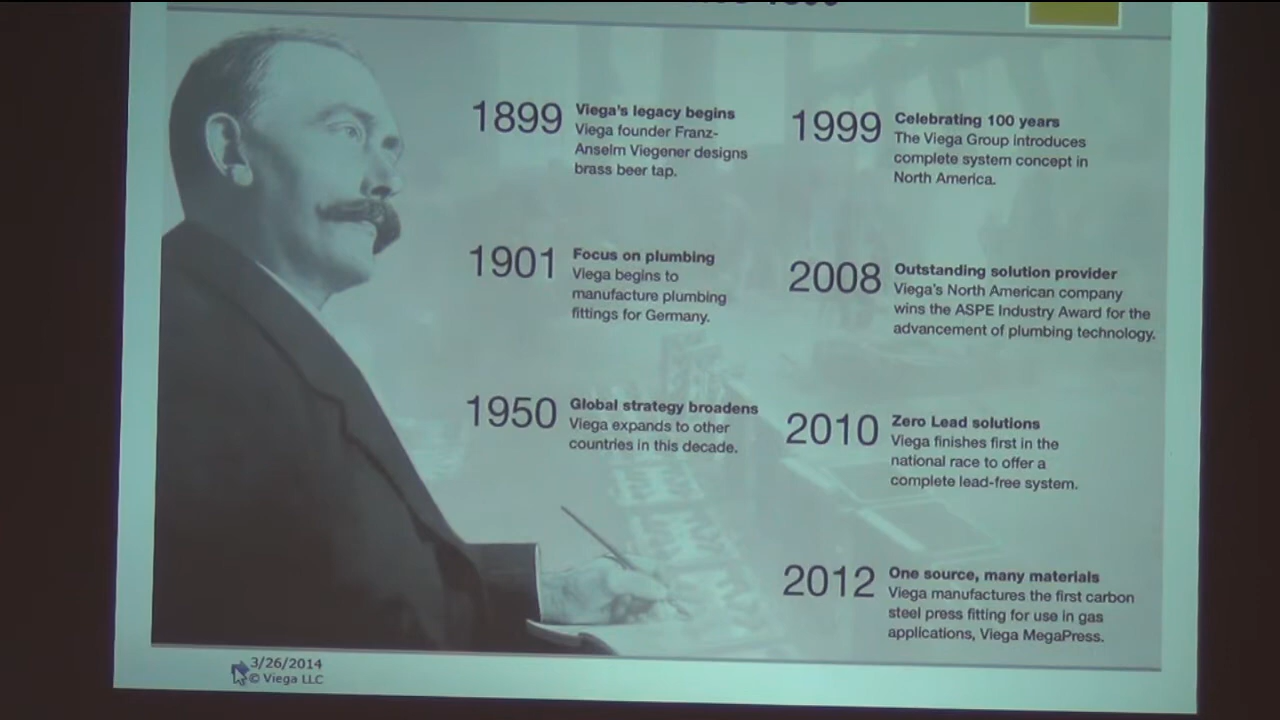 1899
Viega's legacy begins
Viega founder Franz-
Anselm Viegener designs
brass beer tap.
1901
Focus on plumbing
Viega begins to
manufacture plumbing
fittings for Germany.
1950
Global strategy broadens
Viega expands to other
countries in this decade.
1999
Celebrating 100 years
The Viega Group introduces
complete system concept in
North America.
2008
Outstanding solution provider
Viega's North American company
wins the ASPE Industry Award for the
advancement of plumbing technology.
2010
Zero Lead solutions
Viega finishes first in the
national race to offer a
complete lead-free system.
2012
One source, many materials
Viega manufactures the first carbon
steel press fitting for use in gas
applications, Viega MegaPress.
3/26/2014
© Viega LLC